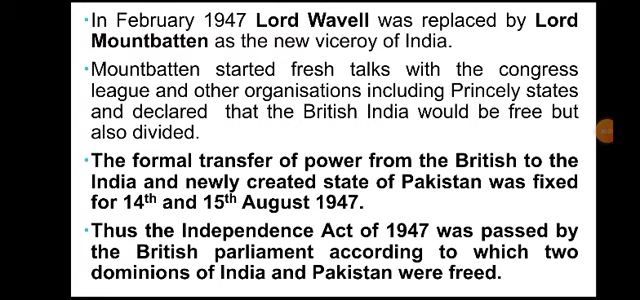 •In February 1947 Lord Wavell was replaced by Lord
Mountbatten as the new viceroy of India.
•Mountbatten started fresh talks with the congress
league and other organisations including Princely states
and declared that the British India would be free but
also divided.
•The formal transfer of power from the British to the
India and newly created state of Pakistan was fixed
for 14th and 15th August 1947.
•Thus the Independence Act of 1947 was passed by
the British parliament according to which two
dominions of India and Pakistan were freed.